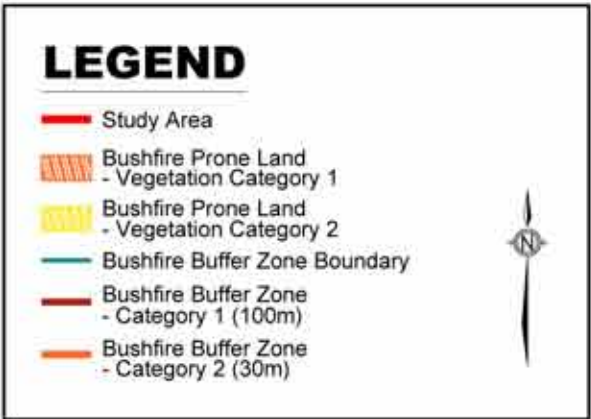 LEGEND
Study Area
Bushfire Prone Land
- Vegetation Category 1
Bushfire Prone Land
- Vegetation Category 2
Bushfire Buffer Zone Boundary
Bushfire Buffer Zone
- Category 1 (100m)
Bushfire Buffer Zone
- Category 2 (30m)
N